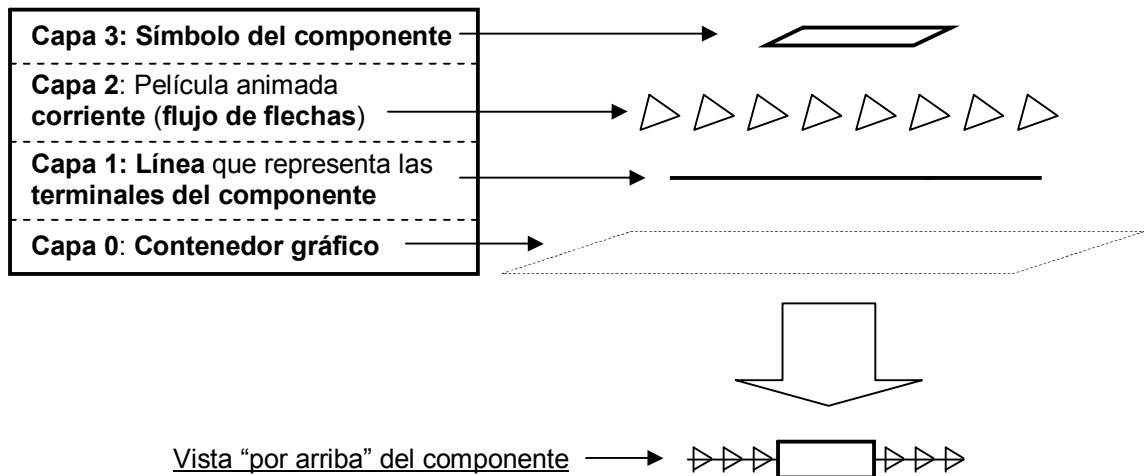 Capa 3: Símbolo del componente
Capa 2: Película animada
corriente (flujo de flechas)
Capa 1: Línea que representa las
terminales del componente
Capa 0: Contenedor gráfico
Vista “por arriba” del componente